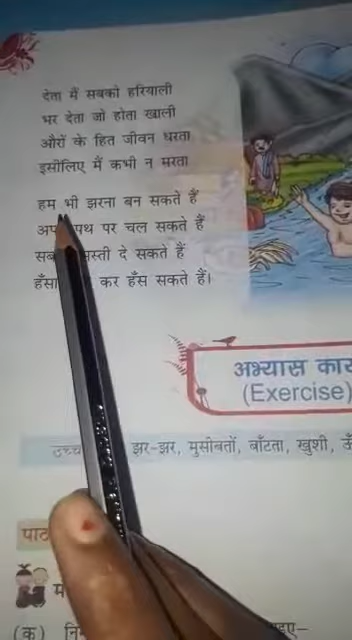 देता मैं सबको हरियाली
भर देता जो होता खाली
औरों के हित जीवन धरता
इसीलिए मैं कभी न मरता
हम भी झरना बन सकते हैं
पथ पर चल सकते हैं
दे सकते हैं
कर हँस सकते हैं।
अभ्यास
(Exercise)
झर-झर, मुसीबतों, बाँटता, खुशी,
(क)